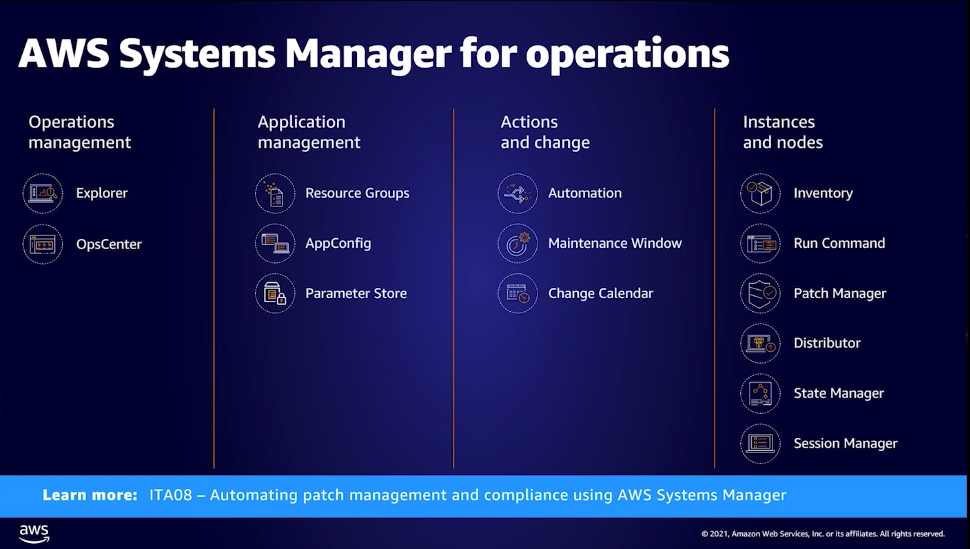 AWS Systems Manager for operations
Operations
management
Explorer
OpsCenter
Application
management
Resource Groups
AppConfig
Parameter Store
Actions
and change
Automation
Maintenance Window
Change Calendar
Instances
and nodes
Inventory
Run Command
Patch Manager
Distributor
State Manager
Session Manager
Learn more: ITA08 – Automating patch management and compliance using AWS Systems Manager
aws
© 2021, Amazon Web Services, Inc. or its affiliates. All rights reserved.